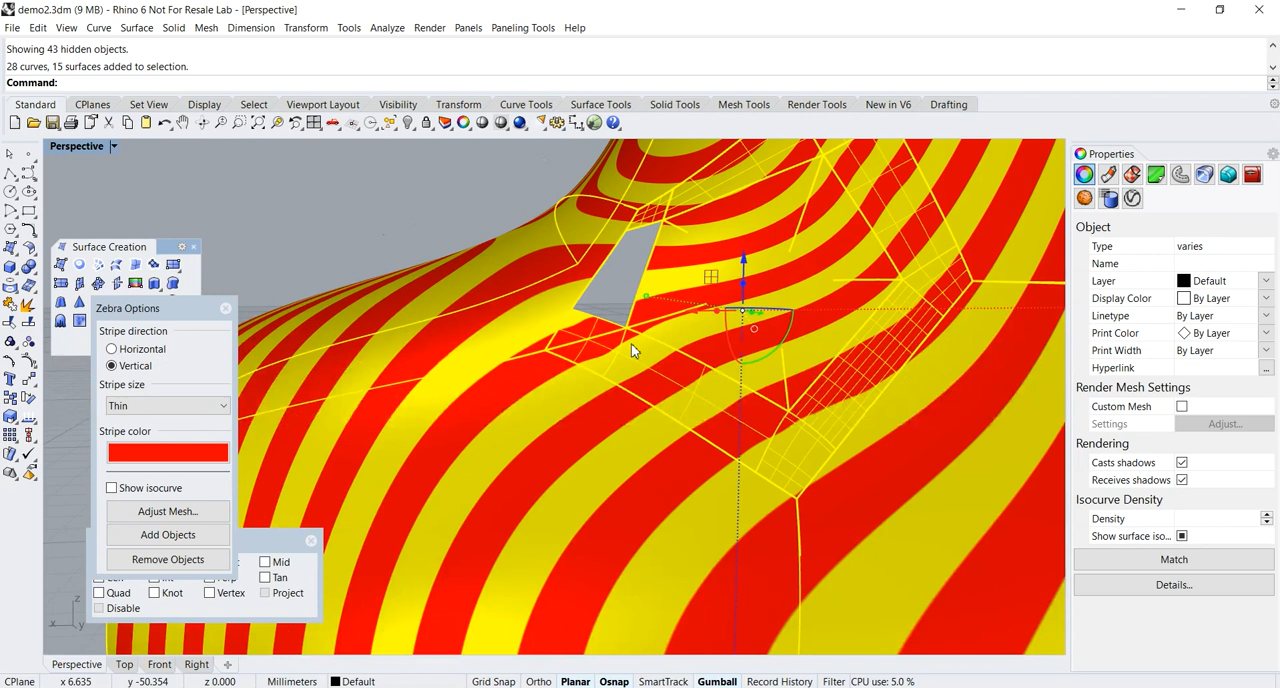 demo2.3dm (9 MB) - Rhino 6 Not For Resale Lab - [Perspective]
File Edit View Curve Surface Solid Mesh Dimension Transform Tools Analyze Render Panels Paneling Tools Help
Showing 43 hidden objects.
28 curves, 15 surfaces added to selection.
Command:
Standard CPlanes Set View Display Select Viewport Layout Visibility Transform Curve Tools Surface Tools Solid Tools Mesh Tools Render Tools New in V6 Drafting
Perspective
Properties
Surface Creation
Object
Type varies
Name
Layer Default
Display Color By Layer
Linetype By Layer
Print Color By Layer
Print Width By Layer
Hyperlink ...
Render Mesh Settings
Custom Mesh
Settings Adjust...
Rendering
Casts shadows
Receives shadows
Isocurve Density
Density
Show surface iso...
Match
Details...
Zebra Options
Stripe direction
Horizontal
Vertical
Stripe size
Thin
Stripe color
Show isocurve
Adjust Mesh...
Add Objects
Remove Objects
Mid
Tan
Quad Knot Vertex Project
Disable
z
x y
Perspective Top Front Right
CPlane x 6.635 y -50.354 z 0.000 Millimeters Default Grid Snap Ortho Planar Osnap SmartTrack Gumball Record History Filter CPU use: 5.0 %